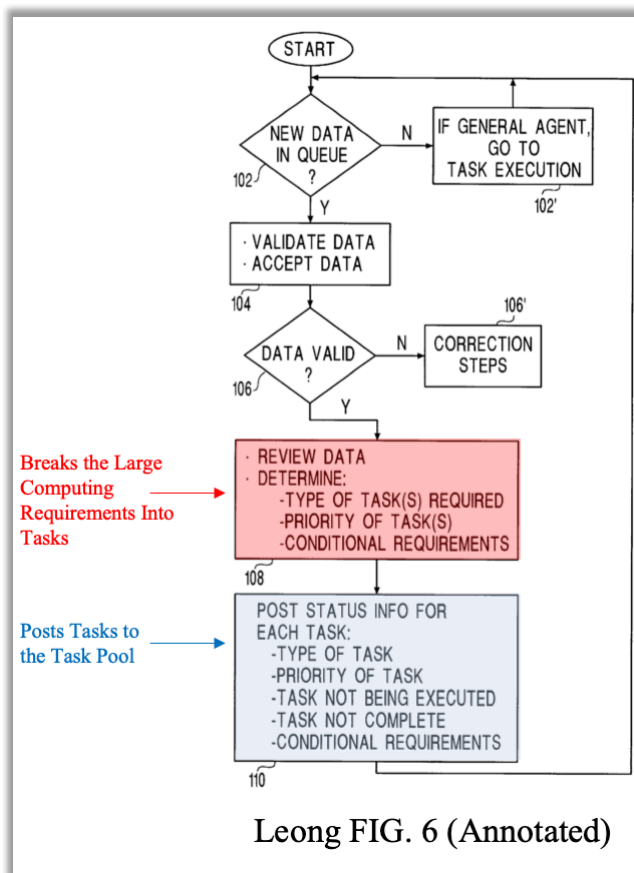 START
NEW DATA
IN QUEUE
?
102
N
IF GENERAL AGENT,
GO TO
TASK EXECUTION
102'
Y
· VALIDATE DATA
· ACCEPT DATA
104
106'
DATA VALID
?
106
N
CORRECTION
STEPS
Y
Breaks the Large
Computing
Requirements Into
Tasks
· REVIEW DATA
· DETERMINE:
-TYPE OF TASK(S) REQUIRED
-PRIORITY OF TASK(S)
-CONDITIONAL REQUIREMENTS
108
Posts Tasks to
the Task Pool
POST STATUS INFO FOR
EACH TASK:
-TYPE OF TASK
-PRIORITY OF TASK
-TASK NOT BEING EXECUTED
-TASK NOT COMPLETE
-CONDITIONAL REQUIREMENTS
110
Leong FIG. 6 (Annotated)